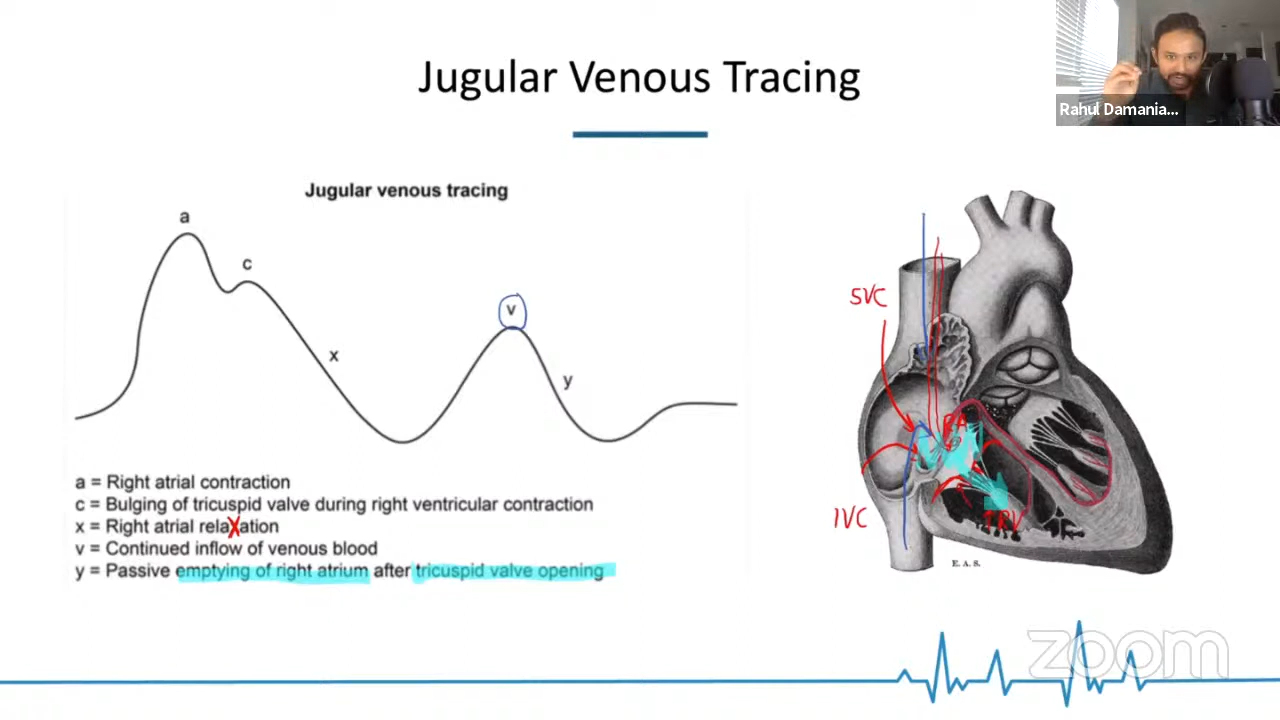 Jugular Venous Tracing
Rahul Damania...
Jugular venous tracing
a
c
x
v
y
a = Right atrial contraction
c = Bulging of tricuspid valve during right ventricular contraction
x = Right atrial relaxation
v = Continued inflow of venous blood
y = Passive emptying of right atrium after tricuspid valve opening
SVC
RA
IVC
RV
E. A. S.
zoom